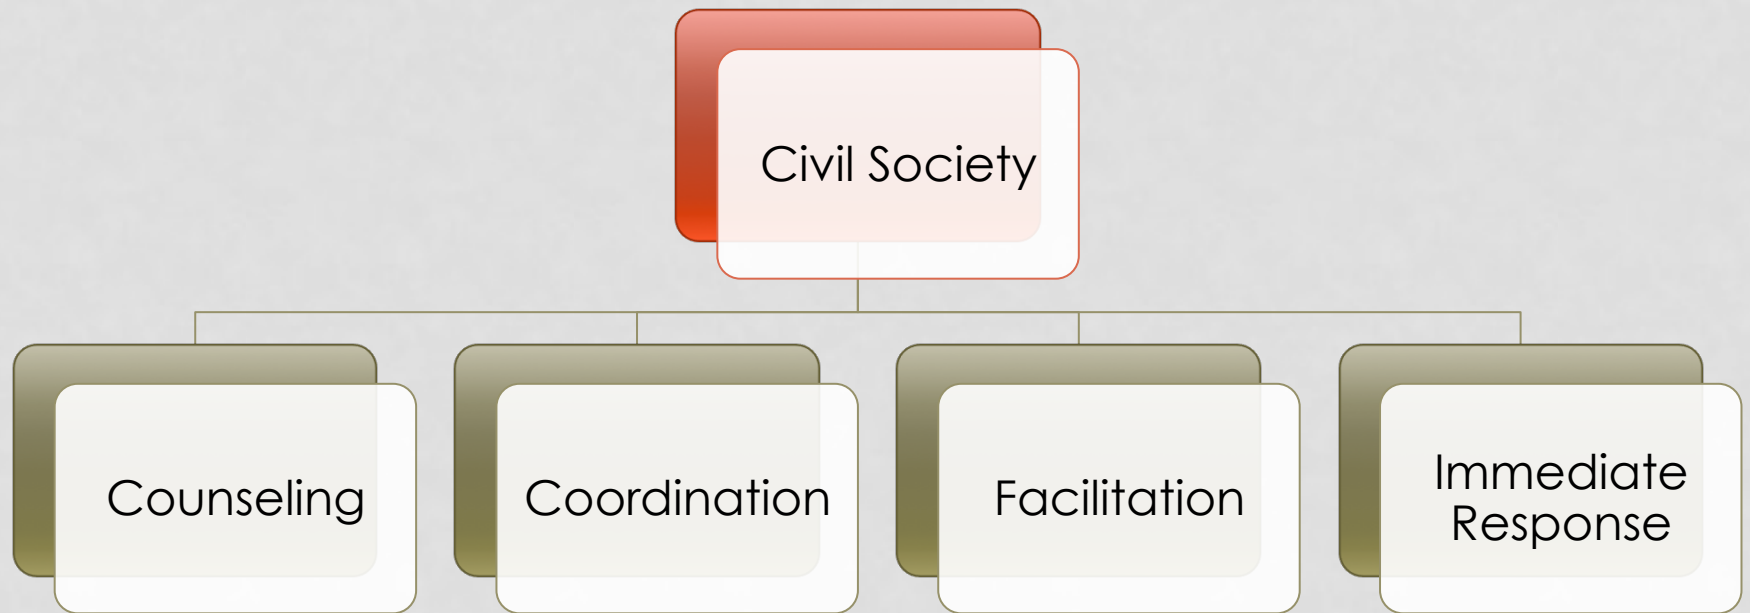 Civil Society
Counseling
Coordination
Facilitation
Immediate
Response